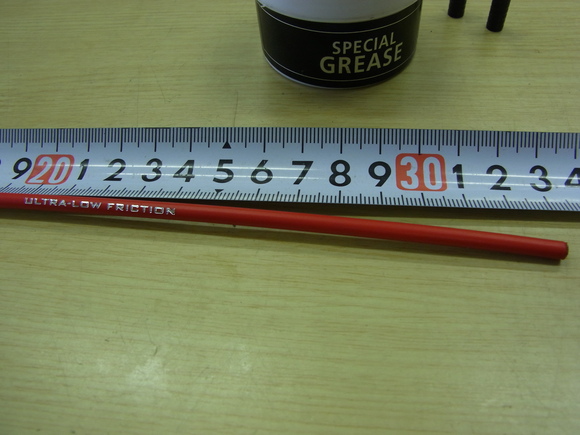 SPECIAL
GREASE
9 20 1 2 3 4 5 6 7 8 9 30 1 2 3 4
ULTRA-LOW FRICTION